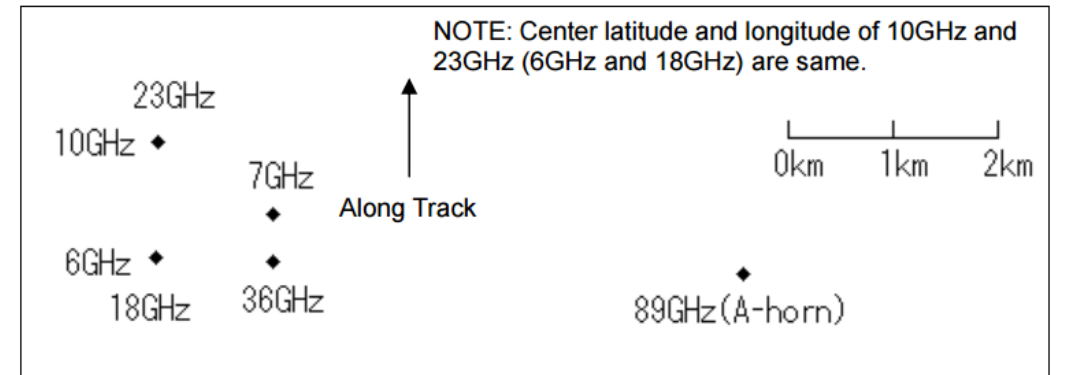 NOTE: Center latitude and longitude of 10GHz and
23GHz (6GHz and 18GHz) are same.
23GHz
10GHz
7GHz
0km 1km 2km
Along Track
6GHz
18GHz
36GHz
89GHz(A-horn)